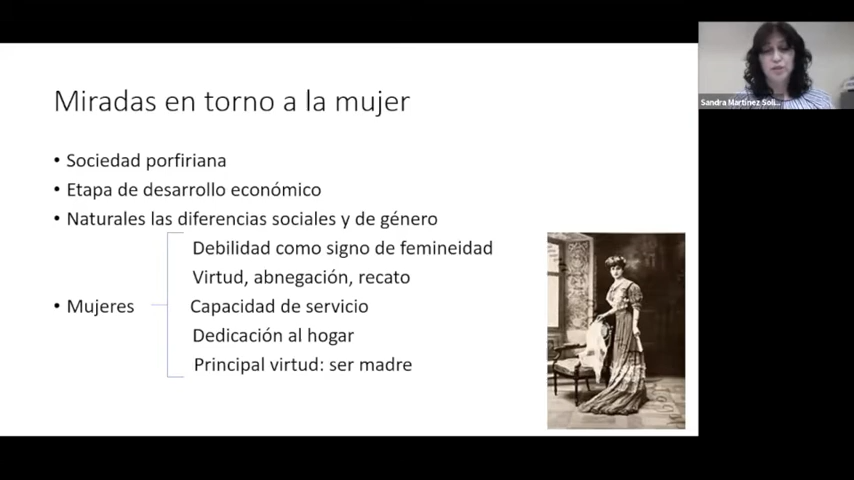 Miradas en torno a la mujer
• Sociedad porfiriana
• Etapa de desarrollo económico
• Naturales las diferencias sociales y de género
Debilidad como signo de femineidad
Virtud, abnegación, recato
• Mujeres
Capacidad de servicio
Dedicación al hogar
Principal virtud: ser madre
Sandra Martínez Solí...